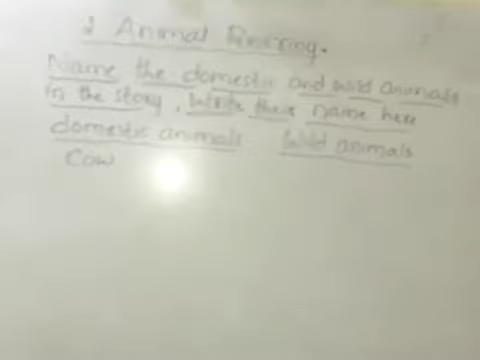 2 Animal Rearing.
Name the domestic and wild animals
in the story, Write their name here
domestic animals Wild animals
Cow